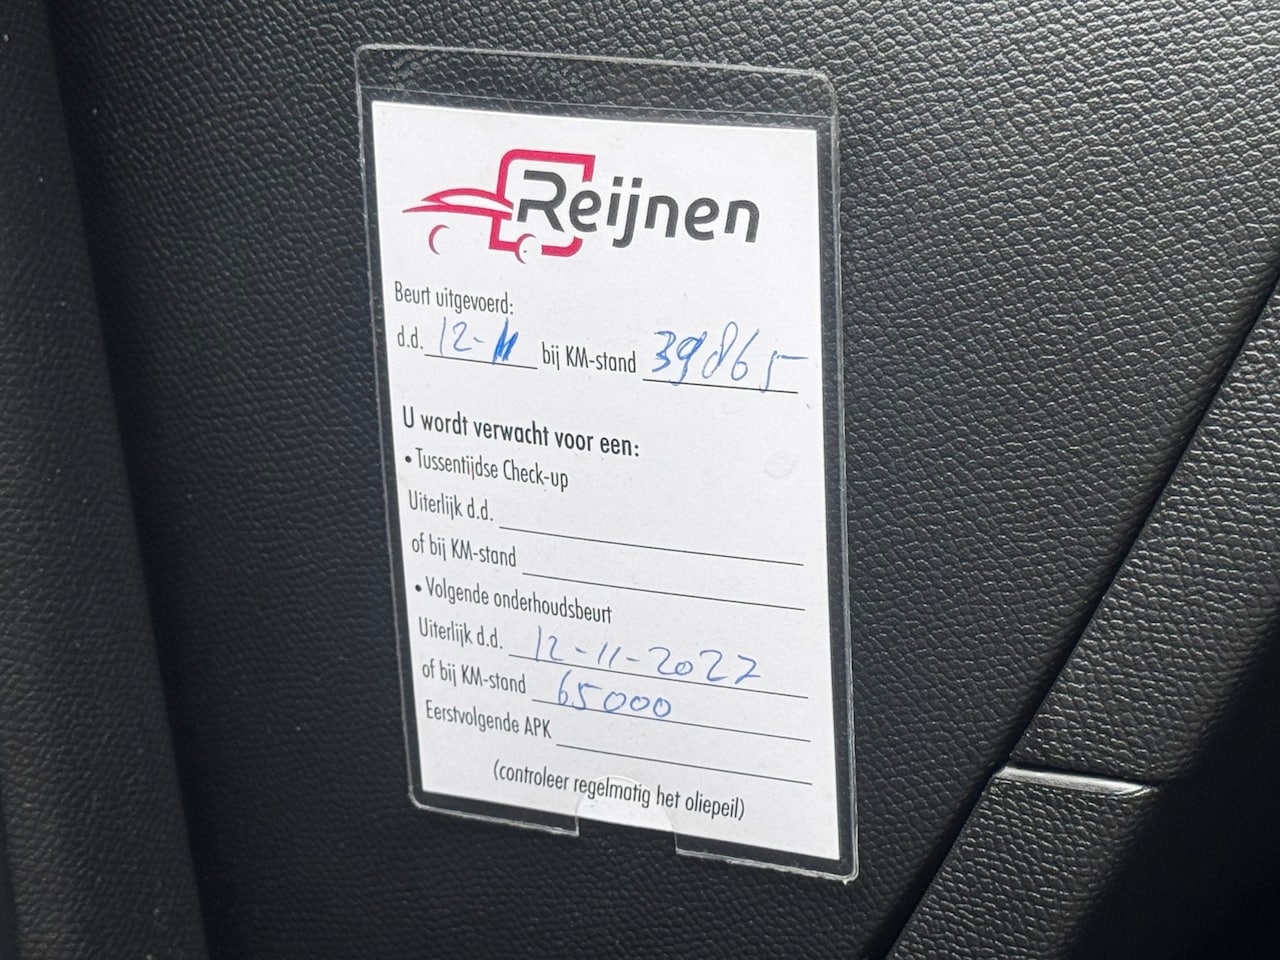 Reijnen
Beurt uitgevoerd:
d.d. 12-11 bij KM-stand 39865
U wordt verwacht voor een:
• Tussentijdse Check-up
Uiterlijk d.d.
of bij KM-stand
• Volgende onderhoudsbeurt
Uiterlijk d.d. 12-11-2022
of bij KM-stand 65000
Eerstvolgende APK
(controleer regelmatig het oliepeil)